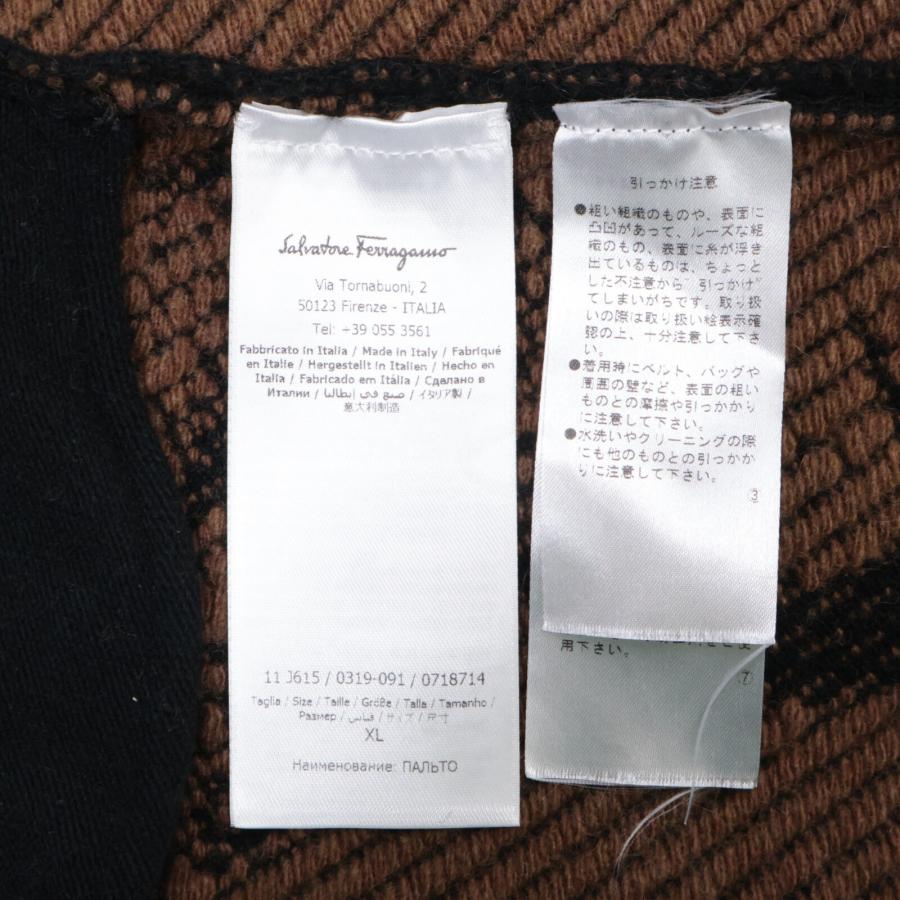 Salvatore Ferragamo
Via Tornabuoni, 2
50123 Firenze - ITALIA
Tel: +39 055 3561
Fabbricato in Italia / Made in Italy / Fabriqué
en Italie / Hergestellt in Italien / Hecho en
Italia / Fabricado em Itália / Сделано в
Италии / صنع في إيطاليا / イタリア製 /
意大利制造
11 J615 / 0319-091 / 0718714
Taglia / Size / Taille / Größe / Talla / Tamanho /
Размер / قياس / サイズ / 尺寸
XL
Наименование: ПАЛЬТО
引っかけ注意
●粗い組織のものや、表面に
凸凹があって、ルーズな組
織のもの、表面に糸が浮き
出ているものは、ちょっと
した不注意から"引っかけ"
てしまいがちです。取り扱
いの際は取り扱い絵表示確
認の上、十分注意して下さ
い。
●着用時にベルト、バッグや
周囲の壁など、表面の粗い
ものとの摩擦や引っかかり
に注意して下さい。
●水洗いやクリーニングの際
にも他のものとの引っかか
りに注意して下さい。
③
用下さい。
⑦